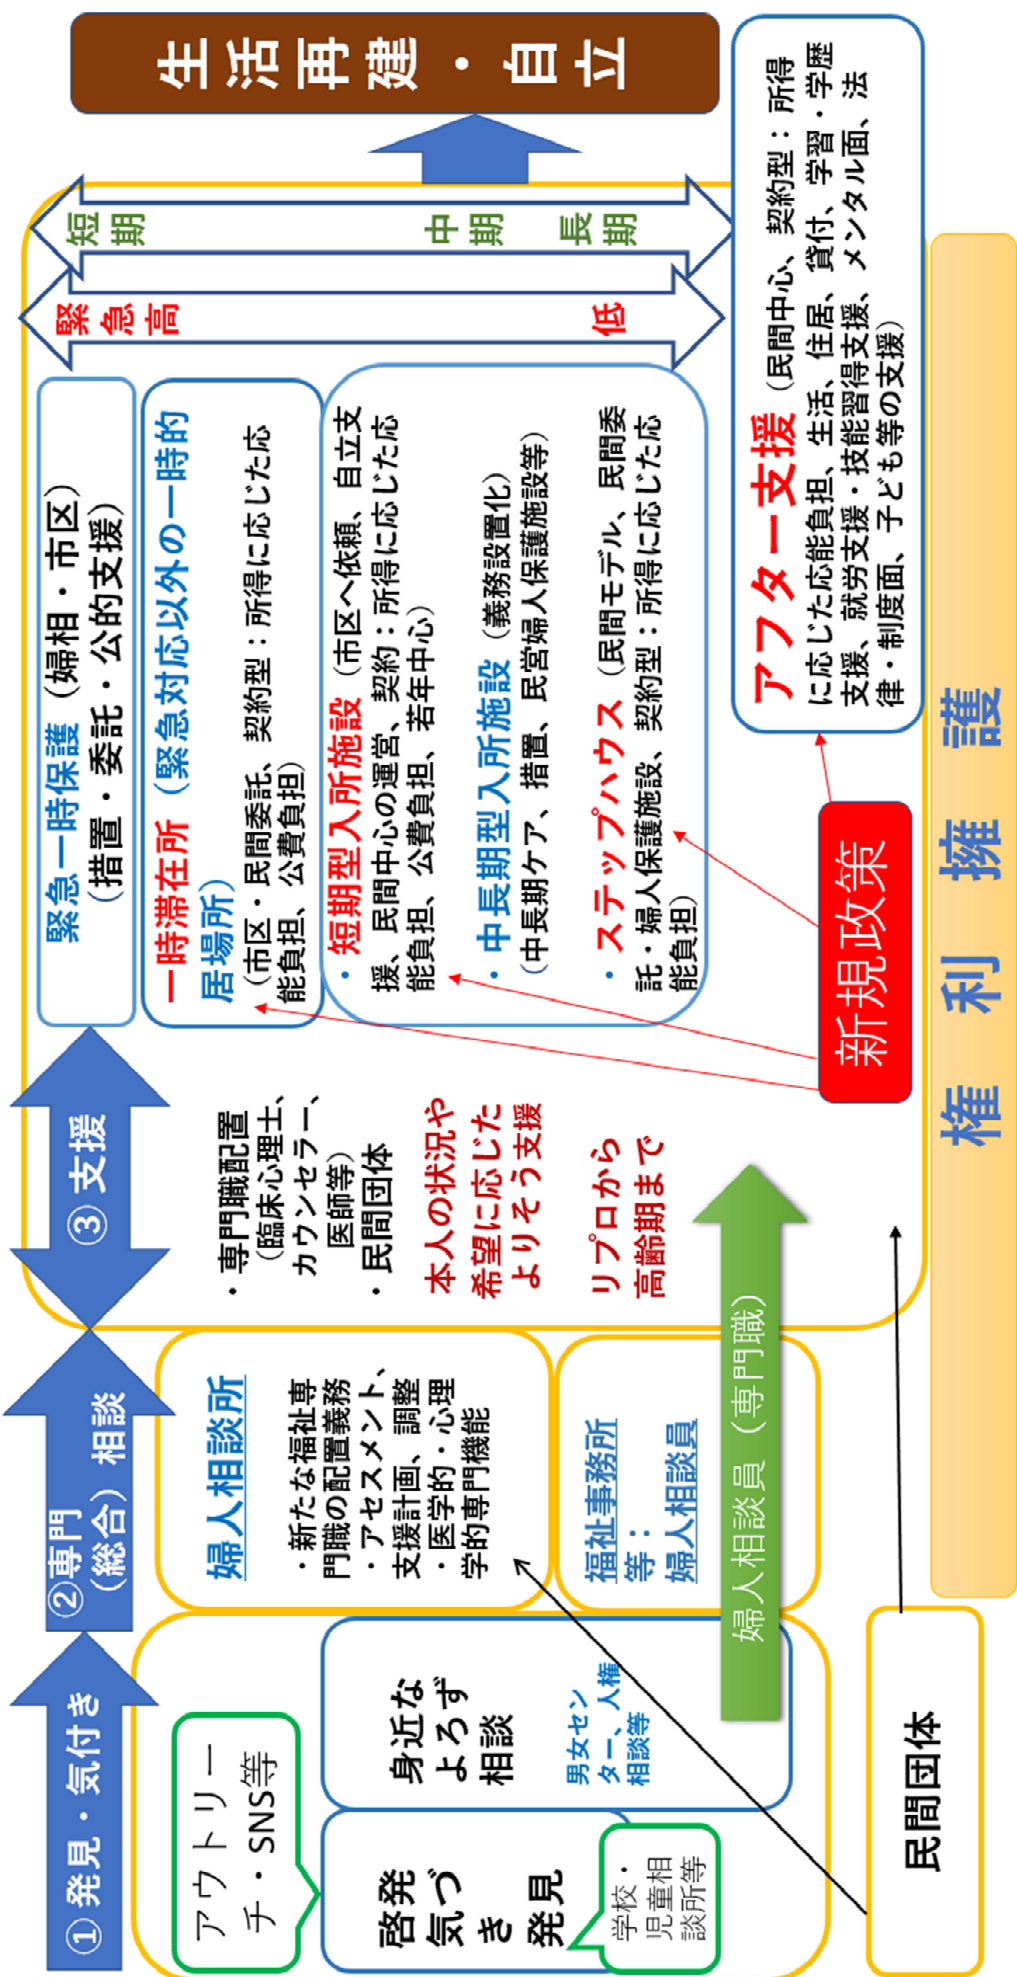 ① 発見・気付き
②専門
（総合）相談
③ 支援
アウトリー
チ・SNS等
啓発
気づ
き
発見
学校・
児童相
談所等
身近な
よろず
相談
男女セン
ター、人権
相談等
婦人相談所
・新たな福祉専
門職の配置義務
・アセスメント、
支援計画、調整
・医学的・心理
学的専門機能
福祉事務所
等：
婦人相談員
婦人相談員（専門職）
民間団体
・専門職配置
（臨床心理士、
カウンセラー、
医師等）
・民間団体
本人の状況や
希望に応じた
よりそう支援
リプロから
高齢期まで
緊急一時保護（婦相・市区）
（措置・委託・公的支援）
一時滞在所（緊急対応以外の一時的
居場所）
（市区・民間委託、契約型：所得に応じた応
能負担、公費負担）
・短期型入所施設（市区へ依頼、自立支
援、民間中心の運営、契約：所得に応じた応
能負担、公費負担、若年中心）
・中長期型入所施設（義務設置化）
（中長期ケア、措置、民営婦人保護施設等）
・ステップハウス（民間モデル、民間委
託・婦人保護施設、契約型：所得に応じた応
能負担）
緊
急
高
低
短
期
中
期
長
期
新規政策
アフター支援（民間中心、契約型：所得
に応じた応能負担、生活、住居、貸付、学習・学歴
支援、就労支援・技能習得支援、メンタル面、法
律・制度面、子ども等の支援）
生活再建・自立
権利擁護